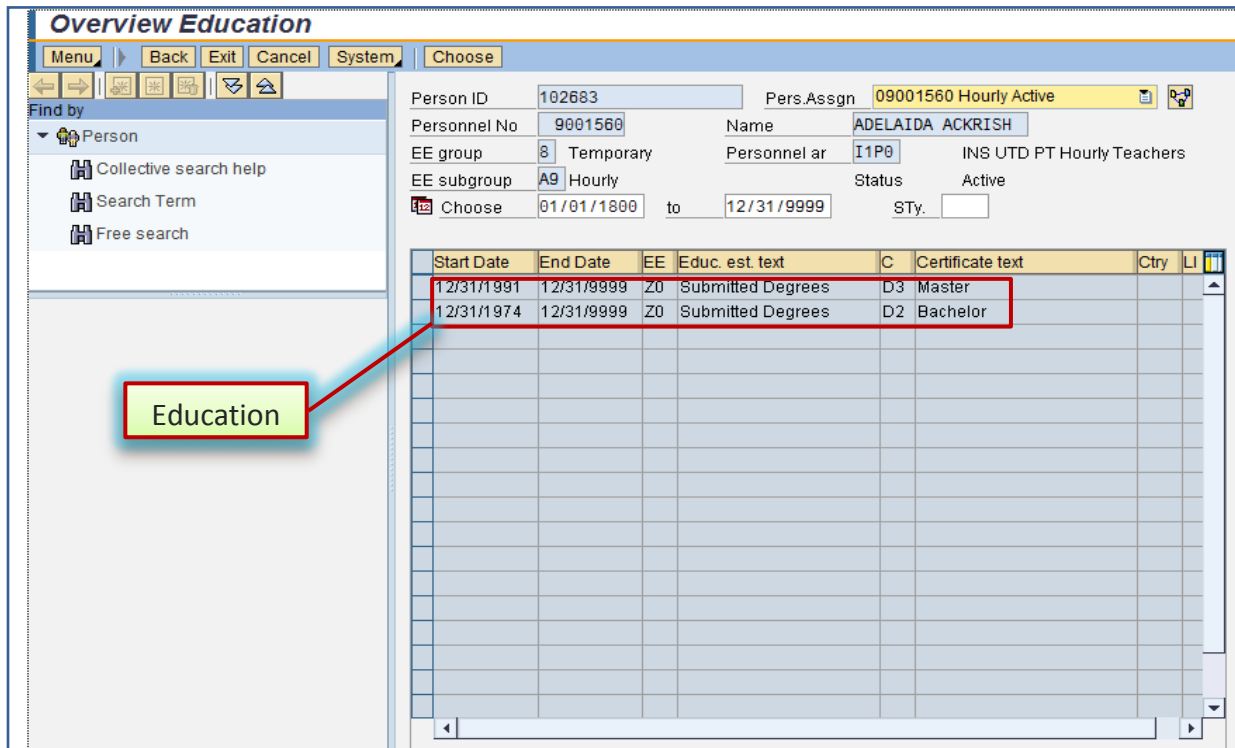 Overview Education
Menu Back Exit Cancel System Choose
Find by
Person
Collective search help
Search Term
Free search
Person ID 102683 Pers.Assgn 09001560 Hourly Active
Personnel No 9001560 Name ADELAIDA ACKRISH
EE group 8 Temporary Personnel ar I1P0 INS UTD PT Hourly Teachers
EE subgroup A9 Hourly Status Active
12 Choose 01/01/1800 to 12/31/9999 STy.
Start Date End Date EE Educ. est. text C Certificate text Ctry LI
12/31/1991 12/31/9999 Z0 Submitted Degrees D3 Master
12/31/1974 12/31/9999 Z0 Submitted Degrees D2 Bachelor
Education